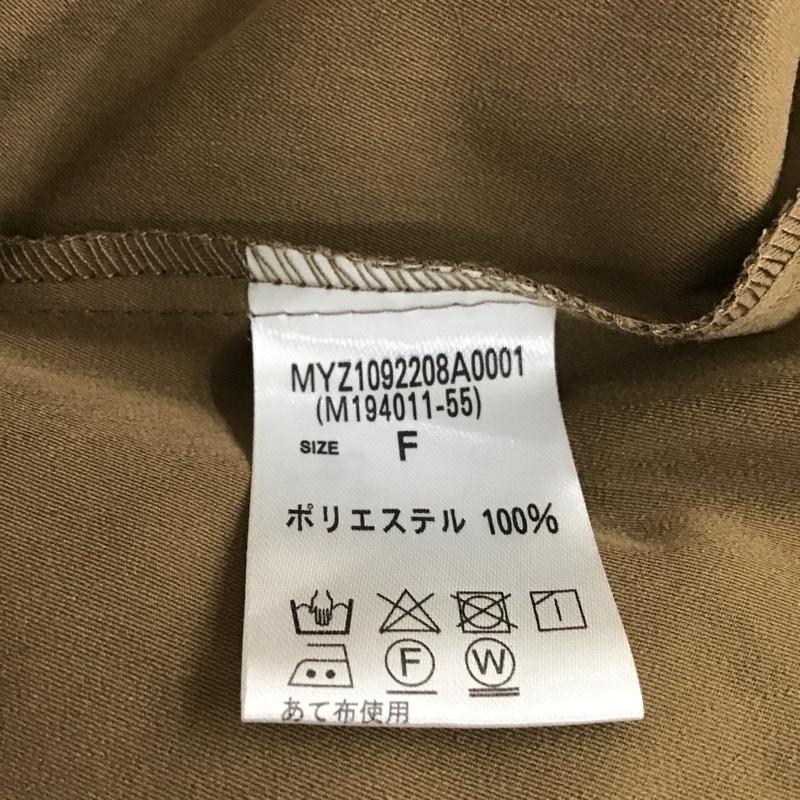 MYZ1092208A0001
(M194011-55)
SIZE F
ポリエステル 100%
F W
あて布使用